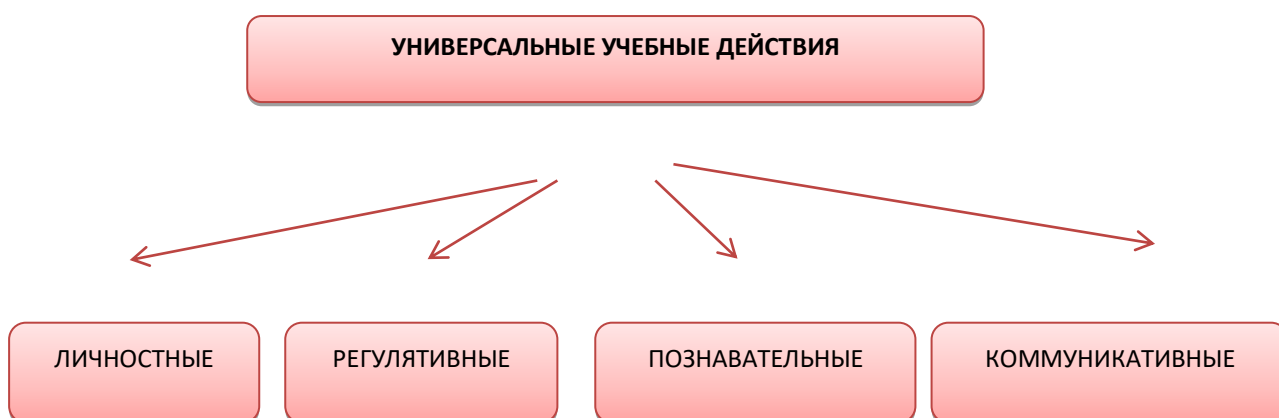 УНИВЕРСАЛЬНЫЕ УЧЕБНЫЕ ДЕЙСТВИЯ
ЛИЧНОСТНЫЕ
РЕГУЛЯТИВНЫЕ
ПОЗНАВАТЕЛЬНЫЕ
КОММУНИКАТИВНЫЕ